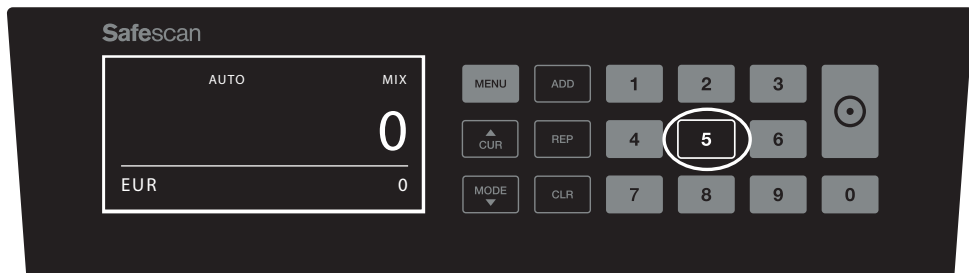 Safescan
AUTO MIX
0
EUR 0
MENU ADD 1 2 3
CUR REP 4 5 6
MODE CLR 7 8 9 0